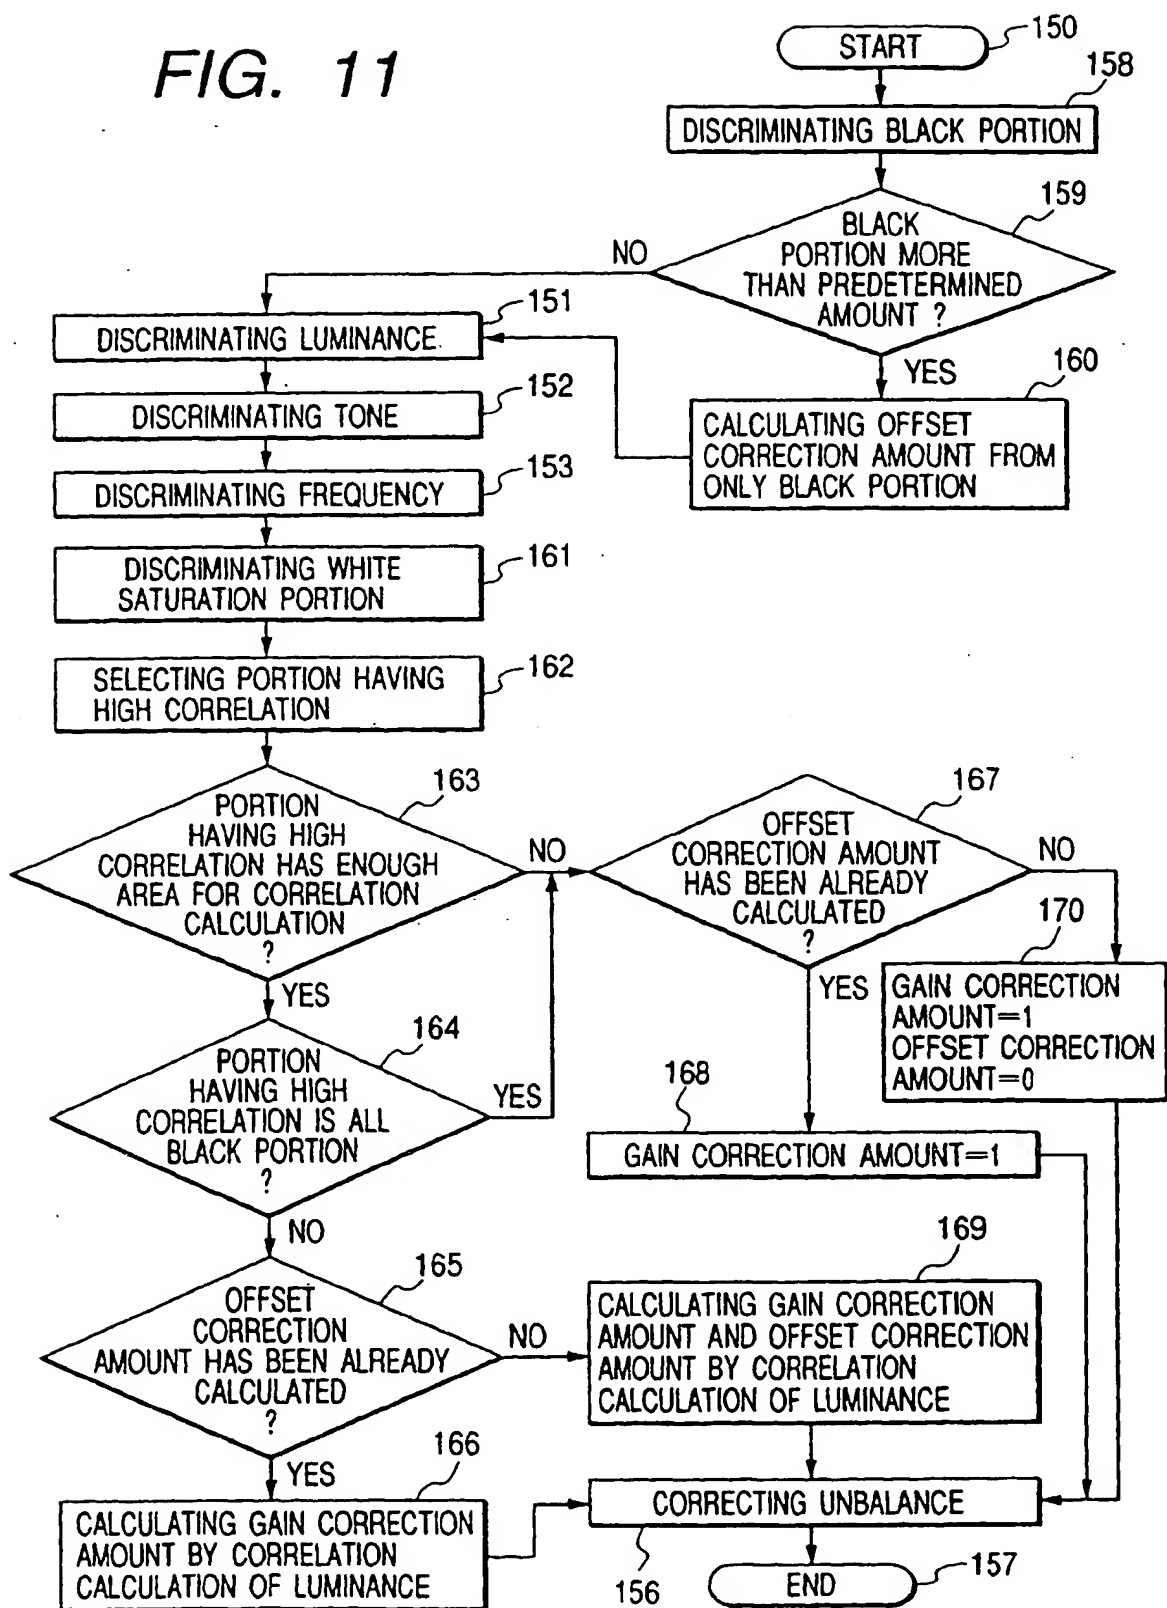 FIG. 11
START
150
158
DISCRIMINATING BLACK PORTION
159
BLACK
PORTION MORE
THAN PREDETERMINED
AMOUNT ?
NO
YES
160
CALCULATING OFFSET
CORRECTION AMOUNT FROM
ONLY BLACK PORTION
151
DISCRIMINATING LUMINANCE
152
DISCRIMINATING TONE
153
DISCRIMINATING FREQUENCY
161
DISCRIMINATING WHITE
SATURATION PORTION
162
SELECTING PORTION HAVING
HIGH CORRELATION
163
PORTION
HAVING HIGH
CORRELATION HAS ENOUGH
AREA FOR CORRELATION
CALCULATION
?
NO
YES
164
PORTION
HAVING HIGH
CORRELATION IS ALL
BLACK PORTION
?
YES
NO
165
OFFSET
CORRECTION
AMOUNT HAS BEEN ALREADY
CALCULATED
?
NO
YES
166
CALCULATING GAIN CORRECTION
AMOUNT BY CORRELATION
CALCULATION OF LUMINANCE
167
OFFSET
CORRECTION AMOUNT
HAS BEEN ALREADY
CALCULATED
?
NO
YES
170
GAIN CORRECTION
AMOUNT=1
OFFSET CORRECTION
AMOUNT=0
168
GAIN CORRECTION AMOUNT=1
169
CALCULATING GAIN CORRECTION
AMOUNT AND OFFSET CORRECTION
AMOUNT BY CORRELATION
CALCULATION OF LUMINANCE
CORRECTING UNBALANCE
156
END
157